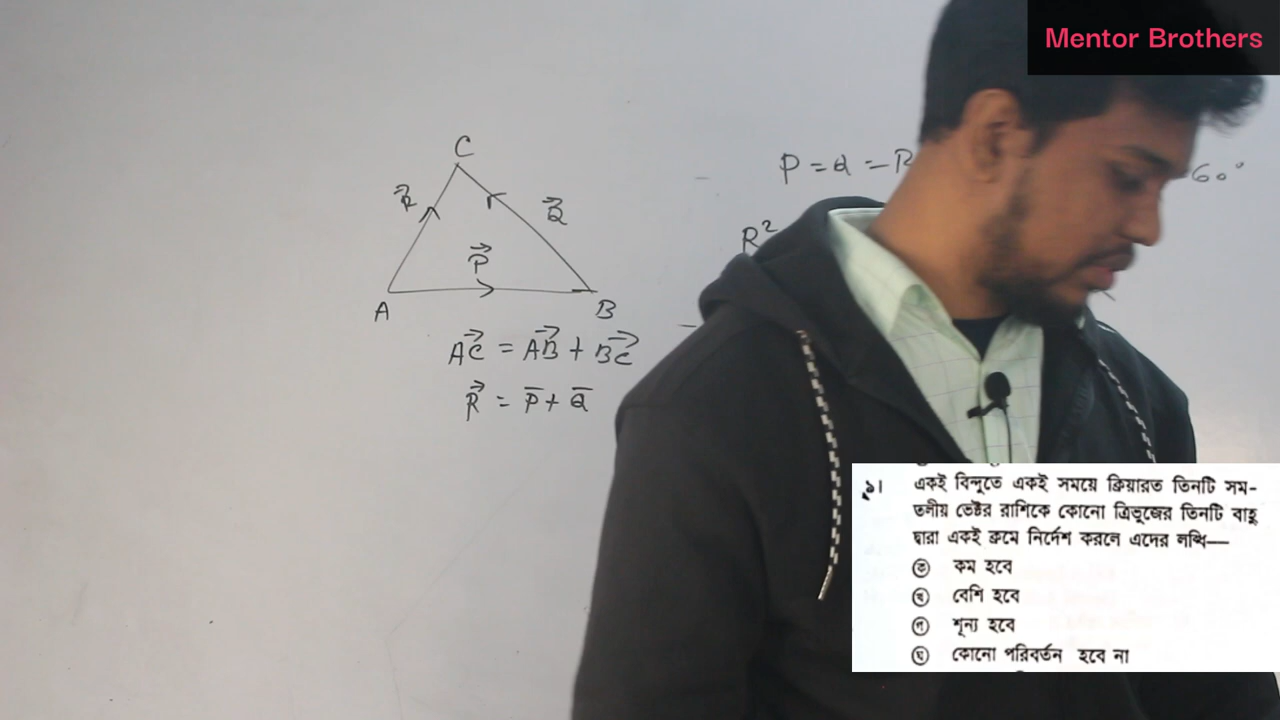 Mentor Brothers
C
R⃗
Q⃗
P⃗
A
B
AC⃗ = AB⃗ + BC⃗
R⃗ = P̅ + Q̅
P = Q = R
60°
R²
১। একই বিন্দুতে একই সময়ে ক্রিয়ারত তিনটি সম-
তলীয় ভেক্টর রাশিকে কোনো ত্রিভুজের তিনটি বাহু
দ্বারা একই ক্রমে নির্দেশ করলে এদের লব্ধি—
ক কম হবে
খ বেশি হবে
গ শূন্য হবে
ঘ কোনো পরিবর্তন হবে না